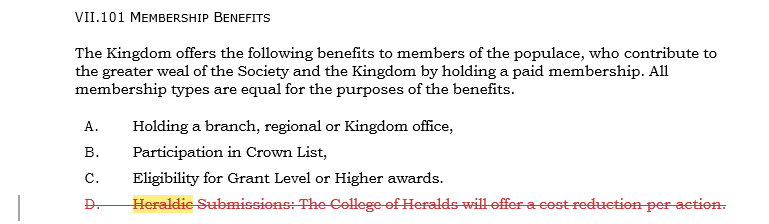 VII.101 MEMBERSHIP BENEFITS
The Kingdom offers the following benefits to members of the populace, who contribute to
the greater weal of the Society and the Kingdom by holding a paid membership. All
membership types are equal for the purposes of the benefits.
A. Holding a branch, regional or Kingdom office,
B. Participation in Crown List,
C. Eligibility for Grant Level or Higher awards.
D. Heraldic Submissions: The College of Heralds will offer a cost reduction per action.